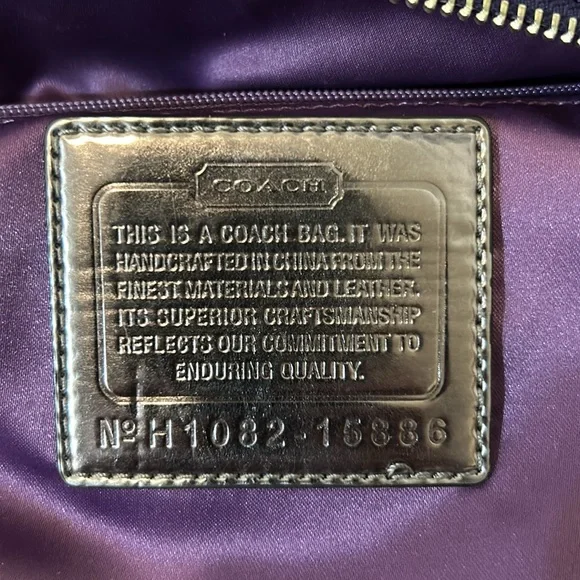 COACH
THIS IS A COACH BAG. IT WAS
HANDCRAFTED IN CHINA FROM THE
FINEST MATERIALS AND LEATHER.
ITS SUPERIOR CRAFTSMANSHIP
REFLECTS OUR COMMITMENT TO
ENDURING QUALITY.
Nº H1082-15886